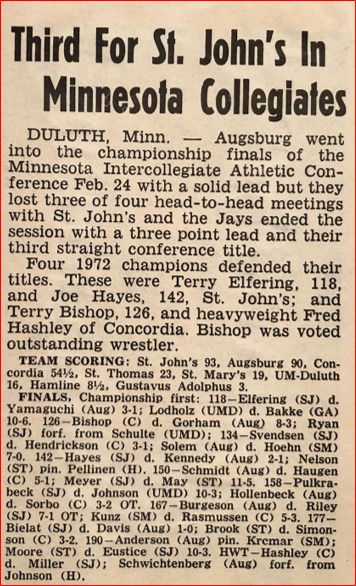 Third For St. John's In
Minnesota Collegiates
DULUTH, Minn. — Augsburg went
into the championship finals of the
Minnesota Intercollegiate Athletic Con-
ference Feb. 24 with a solid lead but they
lost three of four head-to-head meetings
with St. John's and the Jays ended the
session with a three point lead and their
third straight conference title.
Four 1972 champions defended their
titles. These were Terry Elfering, 118,
and Joe Hayes, 142, St. John's; and
Terry Bishop, 126, and heavyweight Fred
Hashley of Concordia. Bishop was voted
outstanding wrestler.
TEAM SCORING: St. John's 93, Augsburg 90, Con-
cordia 54½, St. Thomas 23, St. Mary's 19, UM-Duluth
16, Hamline 8½, Gustavus Adolphus 3.
FINALS, Championship first: 118—Elfering (SJ) d.
Yamaguchi (Aug) 3-1; Lodholz (UMD) d. Bakke (GA)
10-6. 126—Bishop (C) d. Gorham (Aug) 8-3; Ryan
(SJ) forf. from Schulte (UMD); 134—Svendsen (SJ)
d. Hendrickson (C) 3-1; Solem (Aug) d. Hoehn (SM)
7-0. 142—Hayes (SJ) d. Kennedy (Aug) 2-1; Nelson
(ST) pin. Pellinen (H). 150—Schmidt (Aug) d. Haugen
(C) 5-1; Meyer (SJ) d. May (ST) 11-5. 158—Pulkra-
beck (SJ) d. Johnson (UMD) 10-3; Hollenbeck (Aug)
d. Sorbo (C) 3-2 OT. 167—Burgeson (Aug) d. Riley
(SJ) 7-1 OT; Kunz (SM) d. Rasmussen (C) 5-3. 177—
Bielat (SJ) d. Davis (Aug) 1-0; Brook (ST) d. Simon-
son (C) 3-2. 190—Anderson (Aug) pin. Krcmar (SM);
Moore (ST) d. Eustice (SJ) 10-3. HWT—Hashley (C)
d. Miller (SJ); Schwichtenberg (Aug) forf. from
Johnson (H).